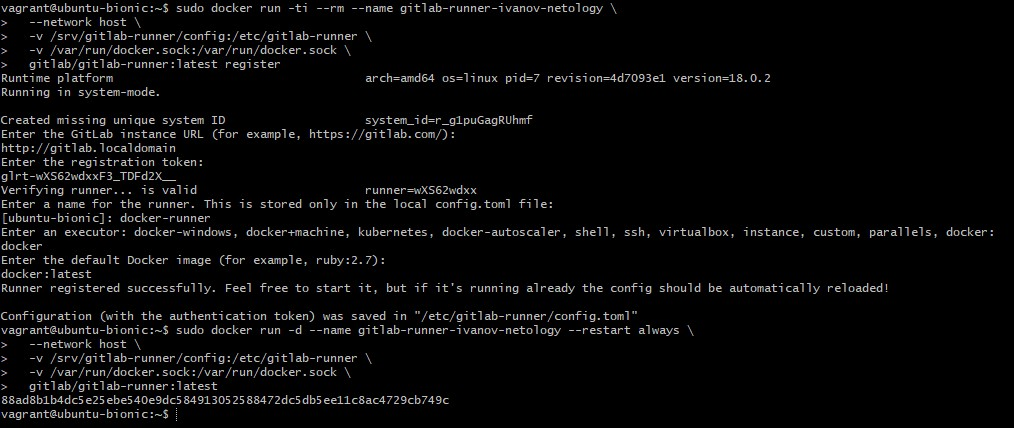 vagrant@ubuntu-bionic:~$ sudo docker run -ti --rm --name gitlab-runner-ivanov-netology \
>   --network host \
>   -v /srv/gitlab-runner/config:/etc/gitlab-runner \
>   -v /var/run/docker.sock:/var/run/docker.sock \
>   gitlab/gitlab-runner:latest register
Runtime platform                                    arch=amd64 os=linux pid=7 revision=4d7093e1 version=18.0.2
Running in system-mode.

Created missing unique system ID                    system_id=r_g1puGagRUhmf
Enter the GitLab instance URL (for example, https://gitlab.com/):
http://gitlab.localdomain
Enter the registration token:
glrt-wXS62wdxxF3_TDFd2X__
Verifying runner... is valid                        runner=wXS62wdxx
Enter a name for the runner. This is stored only in the local config.toml file:
[ubuntu-bionic]: docker-runner
Enter an executor: docker-windows, docker+machine, kubernetes, docker-autoscaler, shell, ssh, virtualbox, instance, custom, parallels, docker:
docker
Enter the default Docker image (for example, ruby:2.7):
docker:latest
Runner registered successfully. Feel free to start it, but if it's running already the config should be automatically reloaded!

Configuration (with the authentication token) was saved in "/etc/gitlab-runner/config.toml"
vagrant@ubuntu-bionic:~$ sudo docker run -d --name gitlab-runner-ivanov-netology --restart always \
>   --network host \
>   -v /srv/gitlab-runner/config:/etc/gitlab-runner \
>   -v /var/run/docker.sock:/var/run/docker.sock \
>   gitlab/gitlab-runner:latest
88ad8b1b4dc5e25ebe540e9dc584913052588472dc5db5ee11c8ac4729cb749c
vagrant@ubuntu-bionic:~$